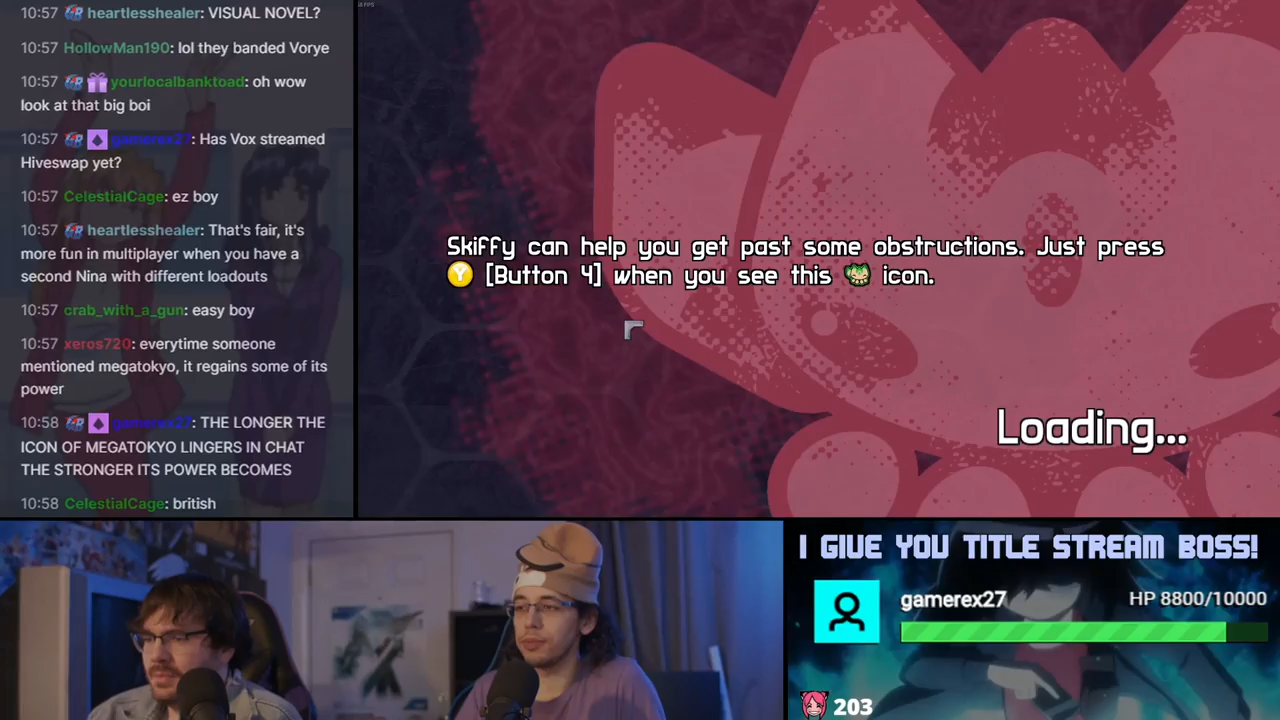 10:57 heartlesshealer: VISUAL NOVEL?
10:57 HollowMan190: lol they banded Vorye
10:57 yourlocalbanktoad: oh wow
look at that big boi
10:57 gamerex27: Has Vox streamed
Hiveswap yet?
10:57 CelestialCage: ez boy
10:57 heartlesshealer: That's fair, it's
more fun in multiplayer when you have a
second Nina with different loadouts
10:57 crab_with_a_gun: easy boy
10:57 xeros720: everytime someone
mentioned megatokyo, it regains some of its
power
10:58 gamerex27: THE LONGER THE
ICON OF MEGATOKYO LINGERS IN CHAT
THE STRONGER ITS POWER BECOMES
10:58 CelestialCage: british
Skiffy can help you get past some obstructions. Just press
Y [Button 4] when you see this icon.
Loading...
I GIVE YOU TITLE STREAM BOSS!
gamerex27 HP 8800/10000
203